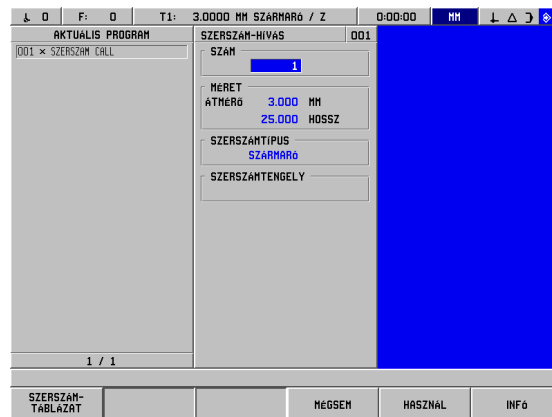 0 F: 0 T1: 3.0000 MM SZÁRMARó / Z 0:00:00 MM
AKTUáLIS PROGRAM
001 × SZERSZAM CALL
1 / 1
SZERSZáM-HíVáS 001
SZáM
1
MéRET
áTMéRő 3.000 MM
25.000 HOSSZ
SZERSZáMTíPUS
SZáRMARó
SZERSZáMTENGELY
SZERSZáM-
TáBLáZAT
MéGSEM
HASZNáL
INFó